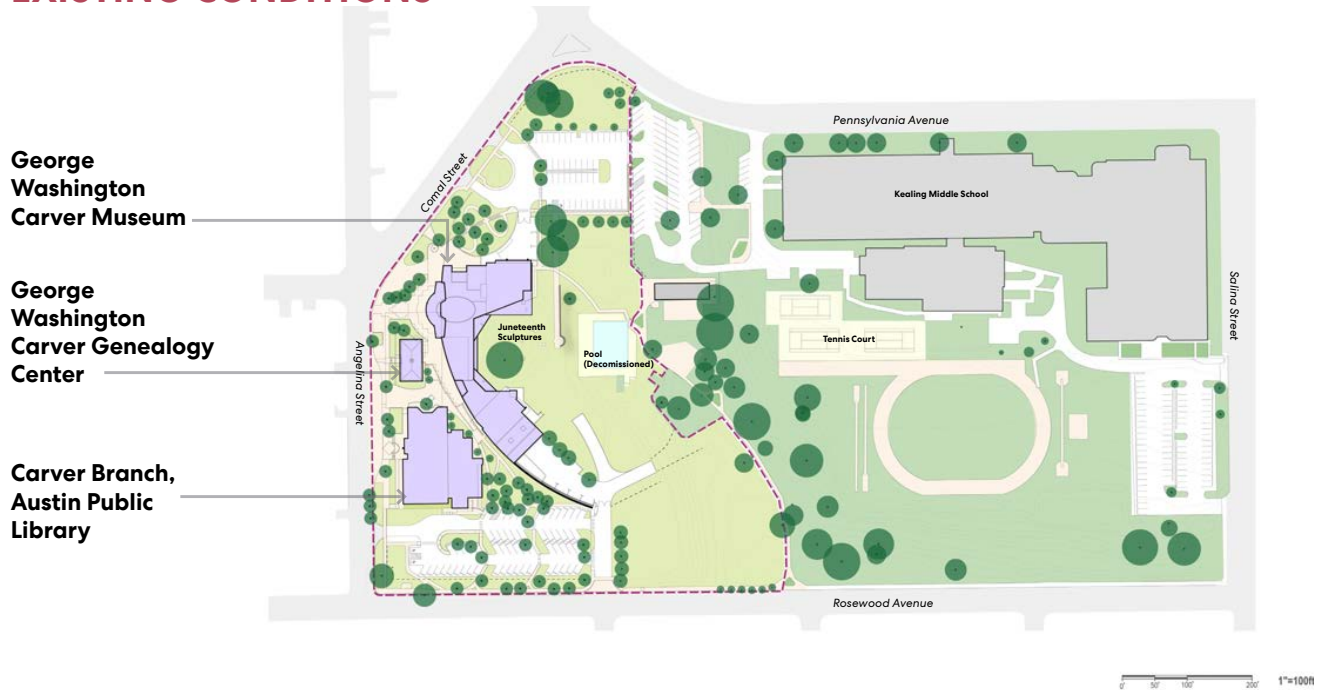 EXISTING CONDITIONS
George
Washington
Carver Museum
George
Washington
Carver Genealogy
Center
Carver Branch,
Austin Public
Library
Comal Street
Angelina Street
Pennsylvania Avenue
Kealing Middle School
Salina Street
Juneteenth
Sculptures
Pool
(Decomissioned)
Tennis Court
Rosewood Avenue
0' 50' 100' 200'
1"=100ft